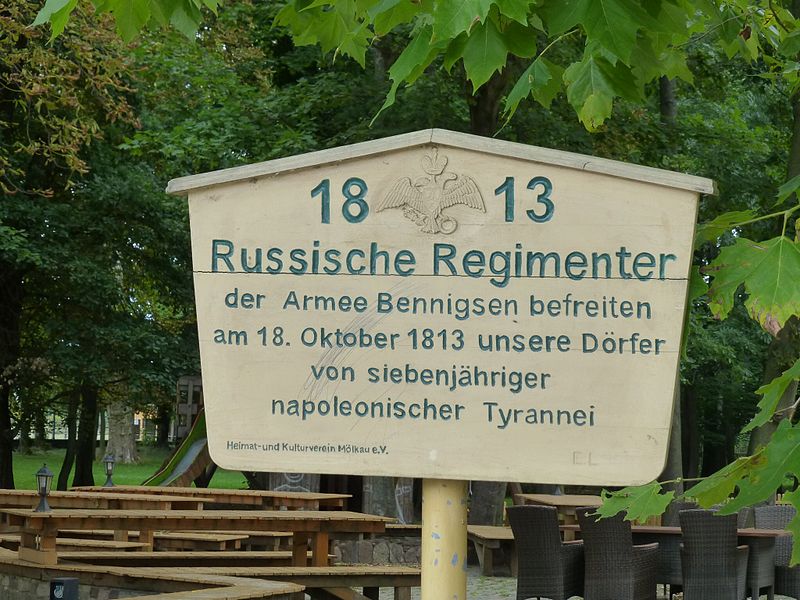 18 13
Russische Regimenter
der Armee Bennigsen befreiten
am 18. Oktober 1813 unsere Dörfer
von siebenjähriger
napoleonischer Tyrannei
Heimat-und Kulturverein Mölkau e.V.